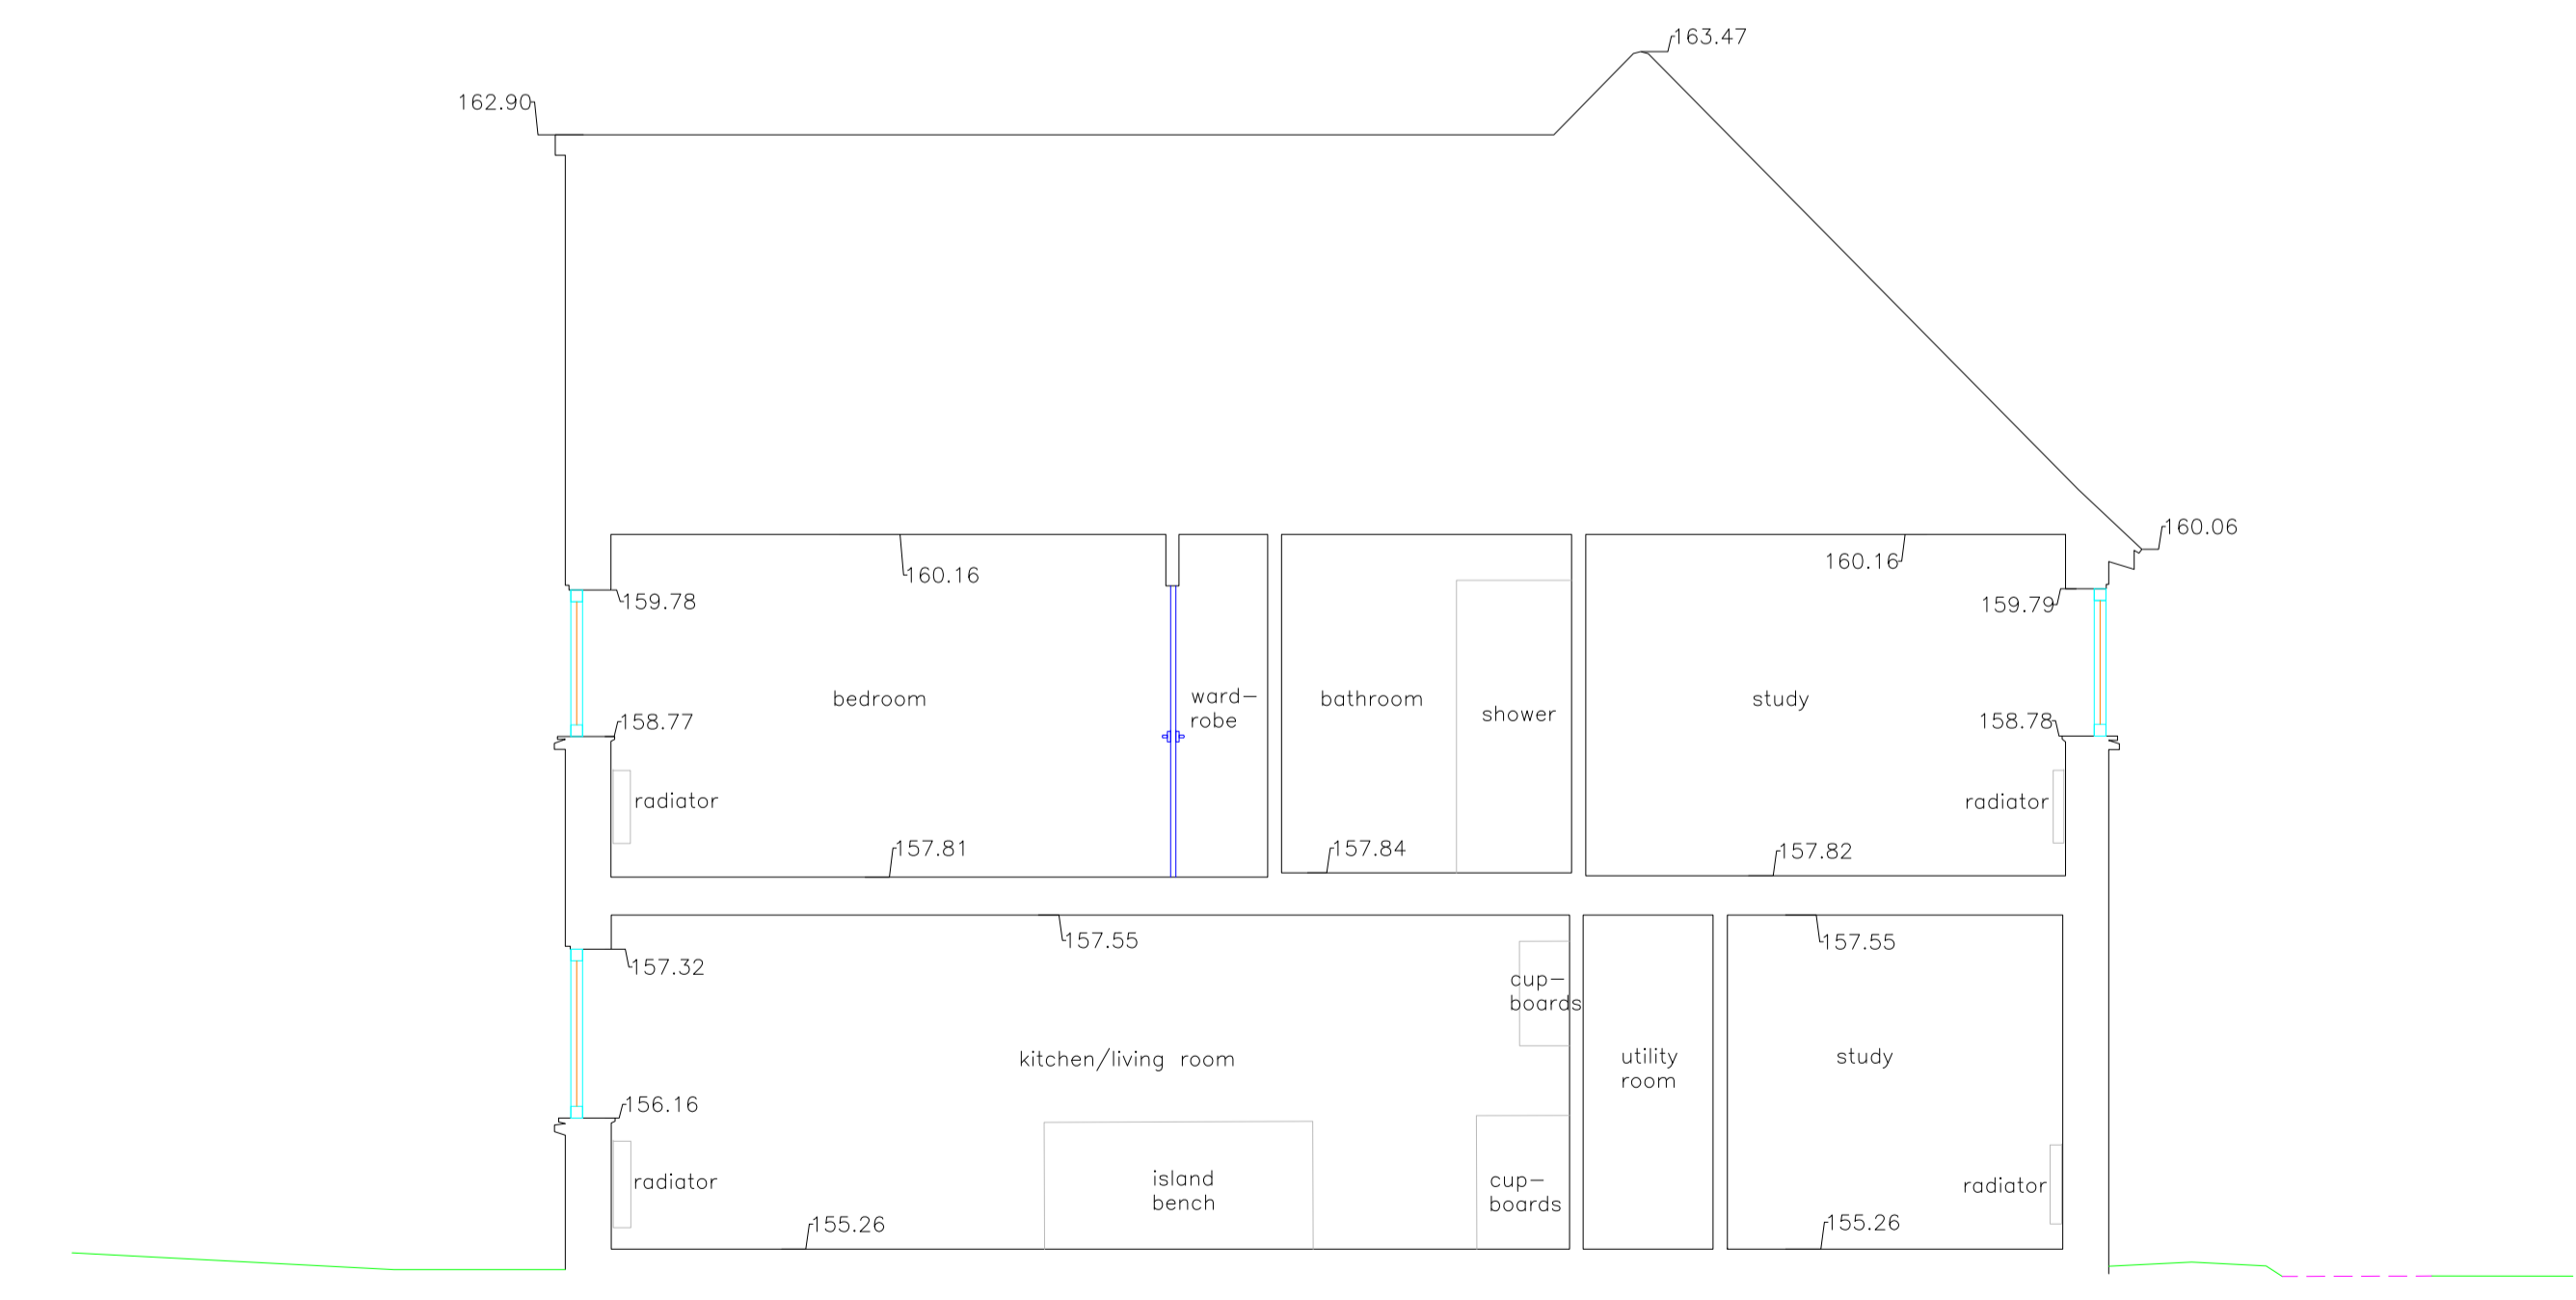 163.47
162.90
160.06
160.16
160.16
159.78
159.79
bedroom
ward-
robe
bathroom
shower
study
158.77
158.78
radiator
radiator
157.81
157.84
157.82
157.55
157.55
157.32
cup-
boards
kitchen/living room
utility
room
study
156.16
radiator
island
bench
cup-
boards
radiator
155.26
155.26